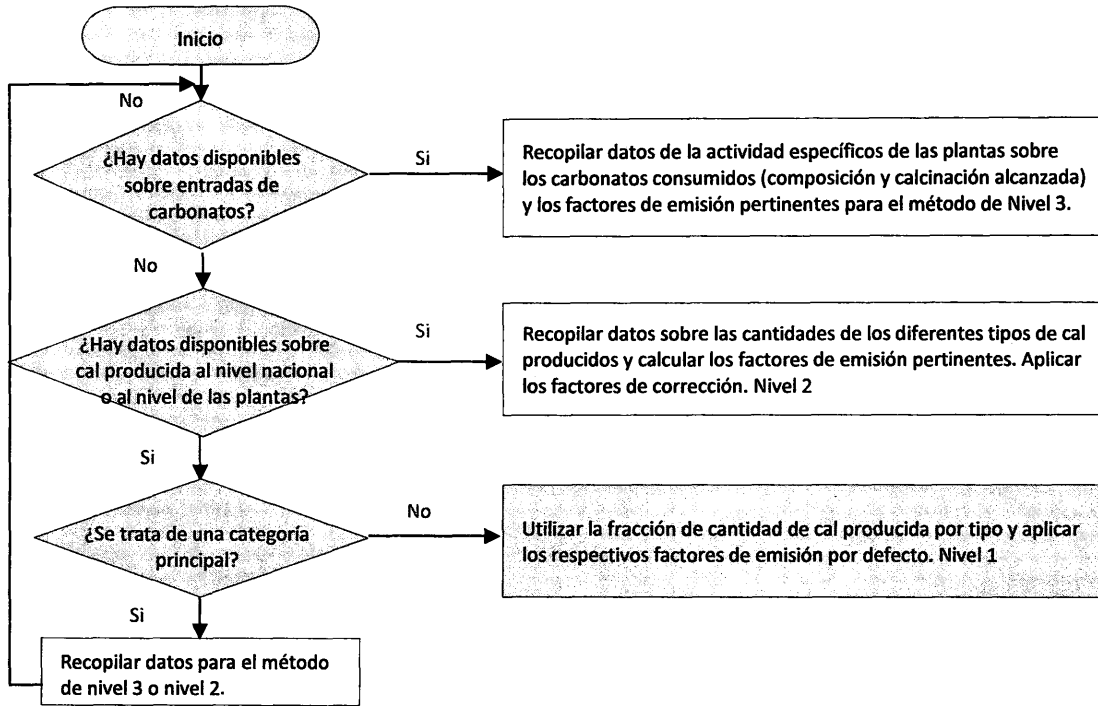 Inicio
No
¿Hay datos disponibles
sobre entradas de
carbonatos?
Si
Recopilar datos de la actividad específicos de las plantas sobre
los carbonatos consumidos (composición y calcinación alcanzada)
y los factores de emisión pertinentes para el método de Nivel 3.
No
¿Hay datos disponibles sobre
cal producida al nivel nacional
o al nivel de las plantas?
Si
Recopilar datos sobre las cantidades de los diferentes tipos de cal
producidos y calcular los factores de emisión pertinentes. Aplicar
los factores de corrección. Nivel 2
Si
¿Se trata de una categoría
principal?
No
Utilizar la fracción de cantidad de cal producida por tipo y aplicar
los respectivos factores de emisión por defecto. Nivel 1
Si
Recopilar datos para el método
de nivel 3 o nivel 2.